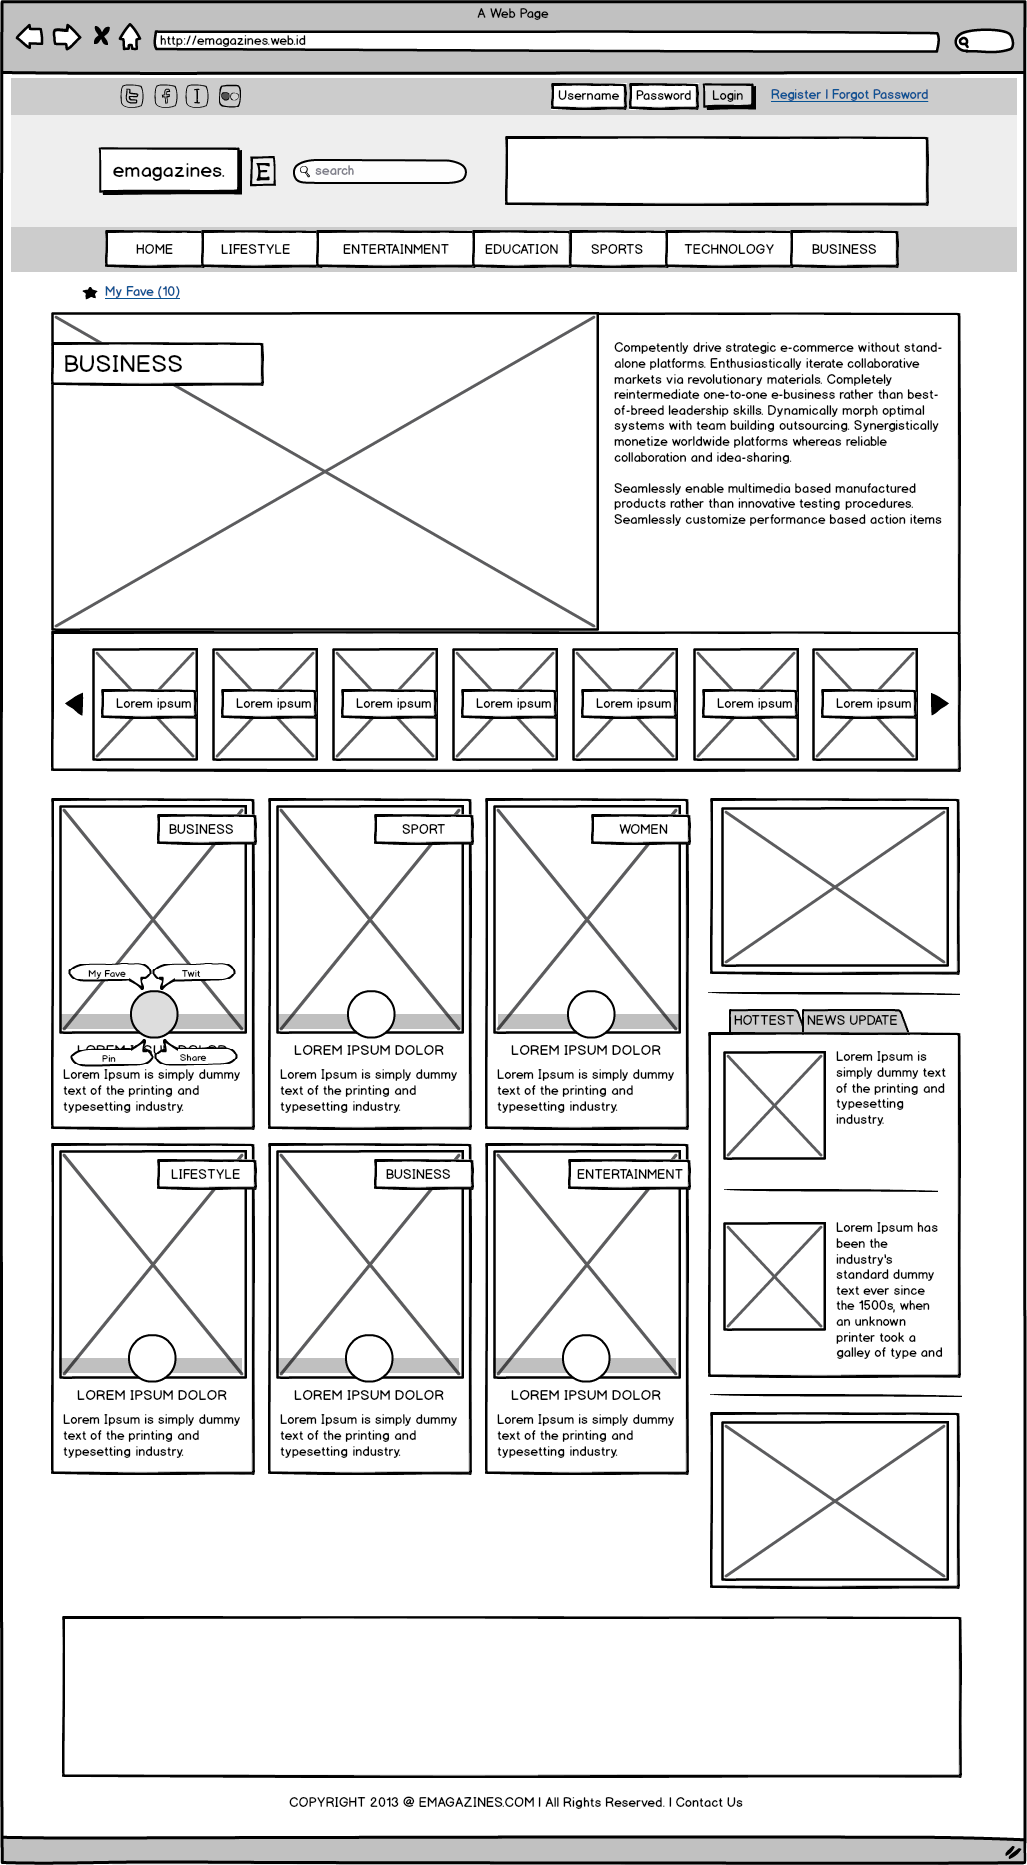 A Web Page
http://emagazines.web.id
Username
Password
Login
Register | Forgot Password
emagazines.
E
search
HOME
LIFESTYLE
ENTERTAINMENT
EDUCATION
SPORTS
TECHNOLOGY
BUSINESS
My Fave (10)
BUSINESS
Competently drive strategic e-commerce without stand-
alone platforms. Enthusiastically iterate collaborative
markets via revolutionary materials. Completely
reintermediate one-to-one e-business rather than best-
of-breed leadership skills. Dynamically morph optimal
systems with team building outsourcing. Synergistically
monetize worldwide platforms whereas reliable
collaboration and idea-sharing.
Seamlessly enable multimedia based manufactured
products rather than innovative testing procedures.
Seamlessly customize performance based action items
Lorem ipsum
Lorem ipsum
Lorem ipsum
Lorem ipsum
Lorem ipsum
Lorem ipsum
Lorem ipsum
BUSINESS
My Fave
Twit
Pin
Share
Lorem Ipsum is simply dummy
text of the printing and
typesetting industry.
SPORT
LOREM IPSUM DOLOR
Lorem Ipsum is simply dummy
text of the printing and
typesetting industry.
WOMEN
LOREM IPSUM DOLOR
Lorem Ipsum is simply dummy
text of the printing and
typesetting industry.
HOTTEST
NEWS UPDATE
Lorem Ipsum is
simply dummy text
of the printing and
typesetting
industry.
Lorem Ipsum has
been the
industry's
standard dummy
text ever since
the 1500s, when
an unknown
printer took a
galley of type and
LIFESTYLE
LOREM IPSUM DOLOR
Lorem Ipsum is simply dummy
text of the printing and
typesetting industry.
BUSINESS
LOREM IPSUM DOLOR
Lorem Ipsum is simply dummy
text of the printing and
typesetting industry.
ENTERTAINMENT
LOREM IPSUM DOLOR
Lorem Ipsum is simply dummy
text of the printing and
typesetting industry.
COPYRIGHT 2013 @ EMAGAZINES.COM | All Rights Reserved. | Contact Us